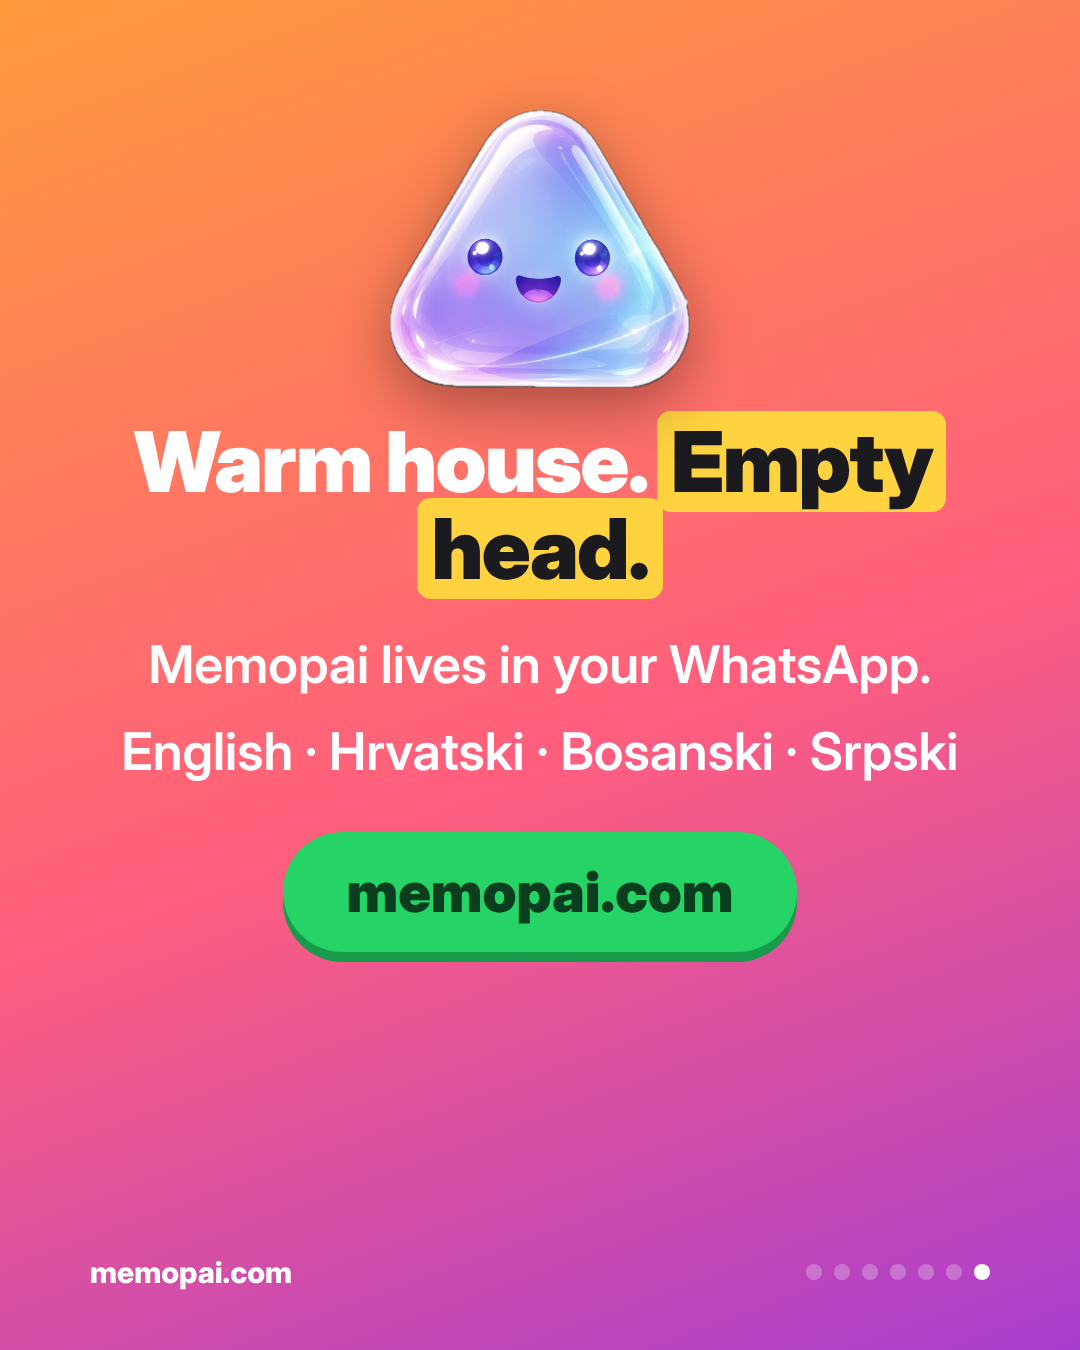 Warm house. Empty
head.
Memopai lives in your WhatsApp.
English · Hrvatski · Bosanski · Srpski
memopai.com
memopai.com